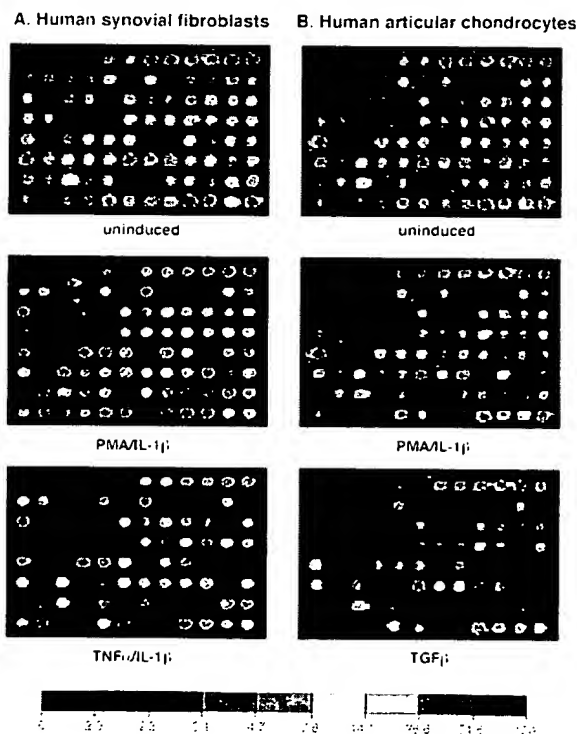 A. Human synovial fibroblasts
B. Human articular chondrocytes
uninduced
uninduced
PMA/IL-1β
PMA/IL-1β
TNFα/IL-1β
TGFβ